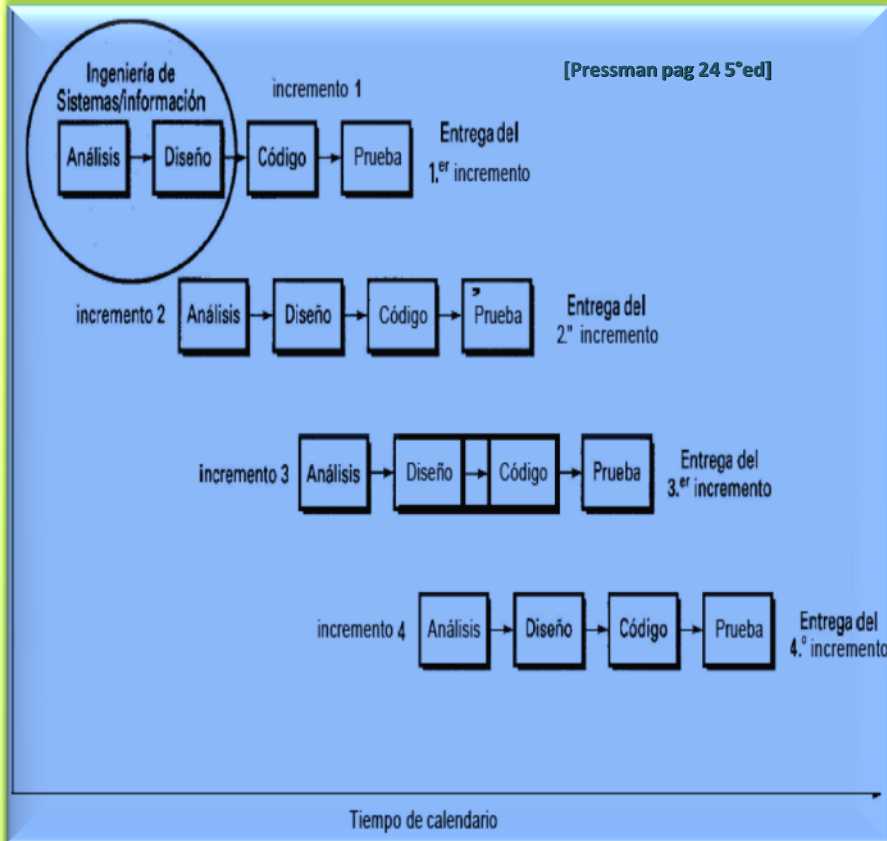 [Pressman pag 24 5°ed]
Ingeniería de
Sistemas/información
incremento 1
Análisis Diseño Código Prueba
Entrega del
1.er incremento
incremento 2 Análisis Diseño Código Prueba
Entrega del
2." incremento
incremento 3 Análisis Diseño Código Prueba
Entrega del
3.er incremento
incremento 4 Análisis Diseño Código Prueba
Entrega del
4.° incremento
Tiempo de calendario